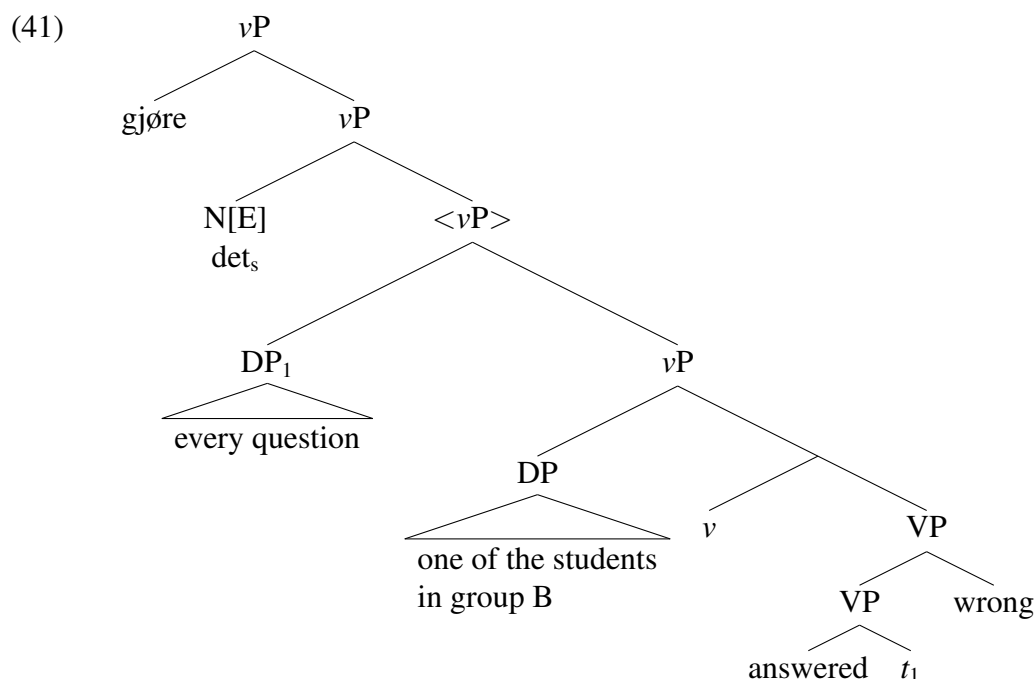 (41) vP
gjøre vP
N[E] <vP>
det_s
DP₁ vP
every question
DP
v VP
one of the students
in group B
VP wrong
answered t₁